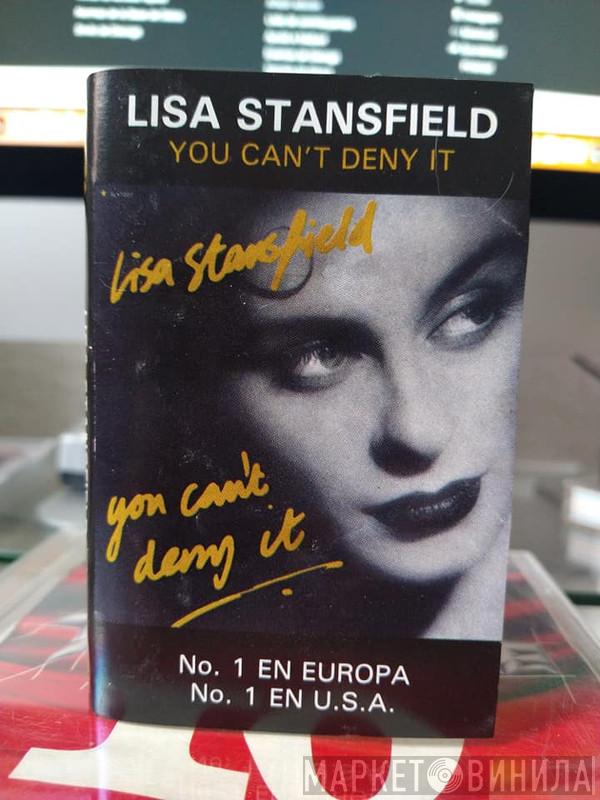 LISA STANSFIELD
YOU CAN'T DENY IT
Lisa Stansfield
you can't
deny it
No. 1 EN EUROPA
No. 1 EN U.S.A.
МАРКЕТ ВИНИЛА